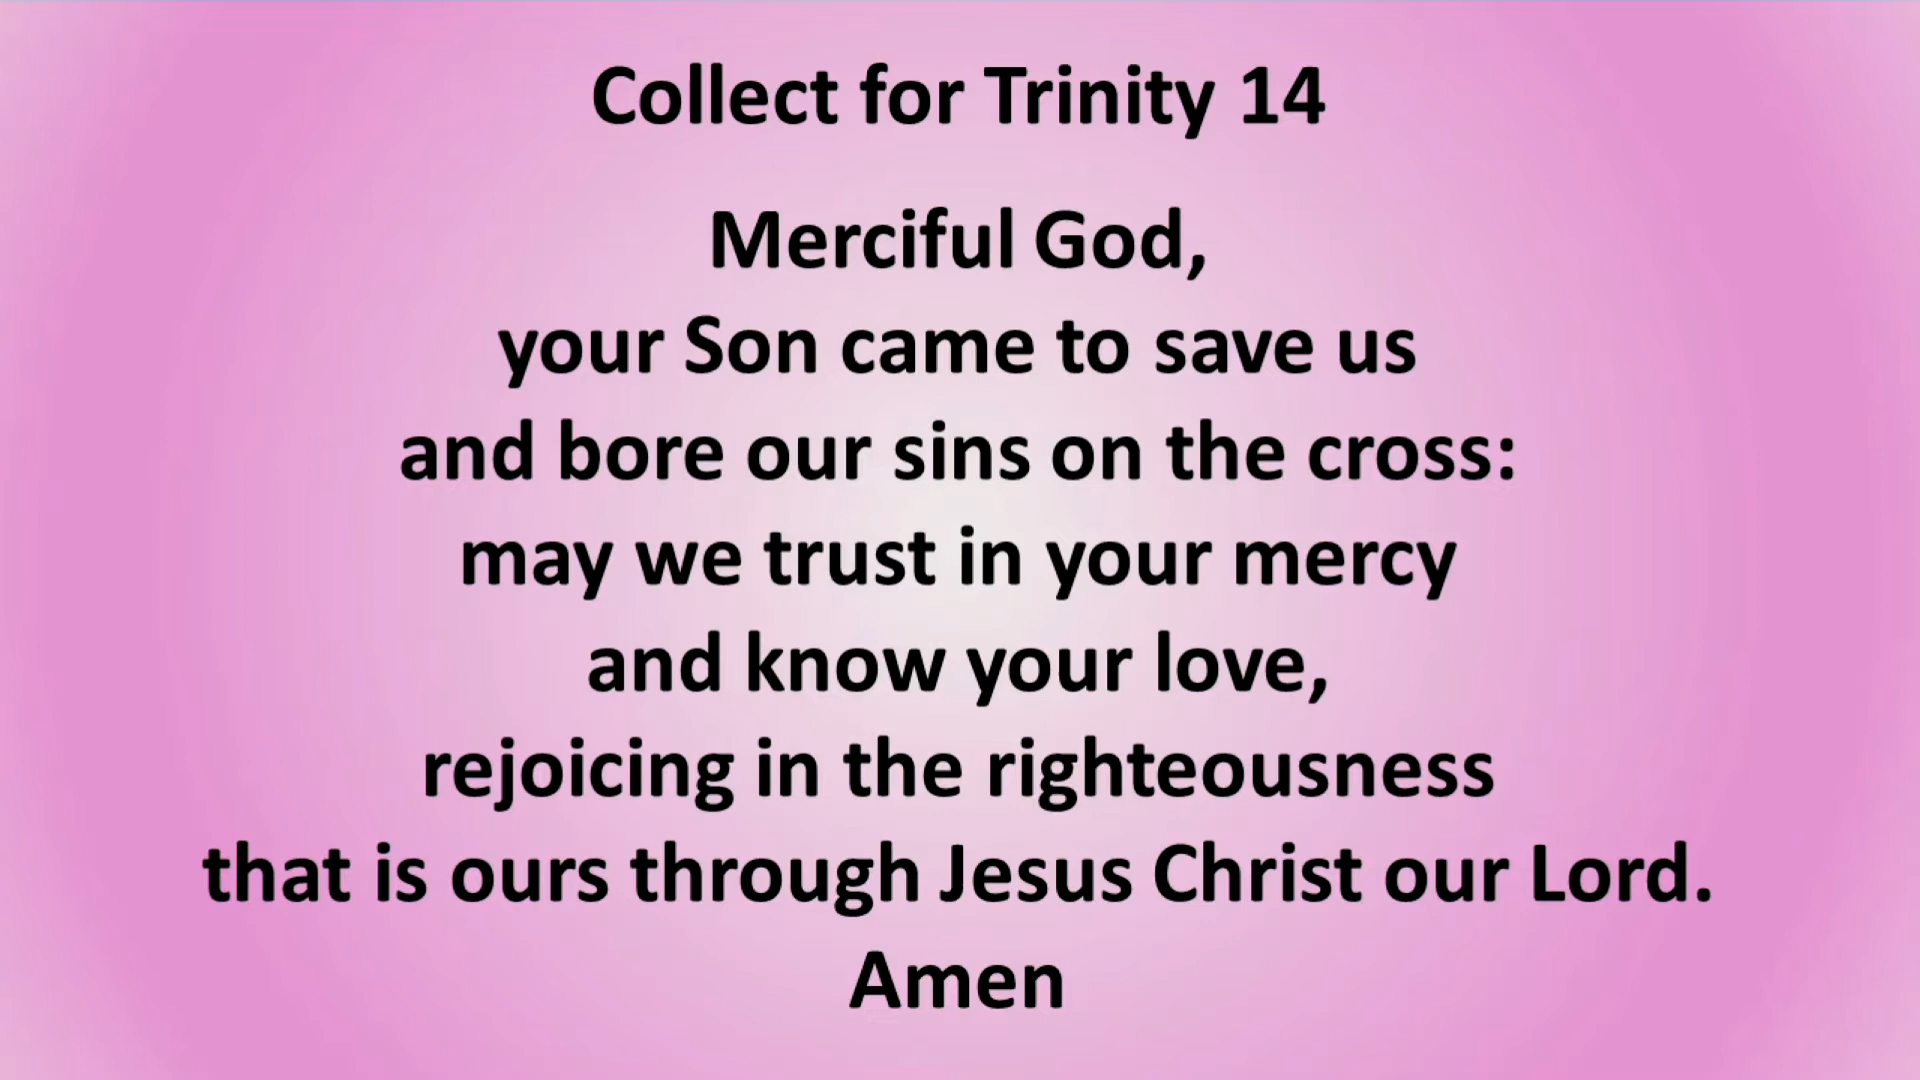 Collect for Trinity 14
Merciful God,
your Son came to save us
and bore our sins on the cross:
may we trust in your mercy
and know your love,
rejoicing in the righteousness
that is ours through Jesus Christ our Lord.
Amen